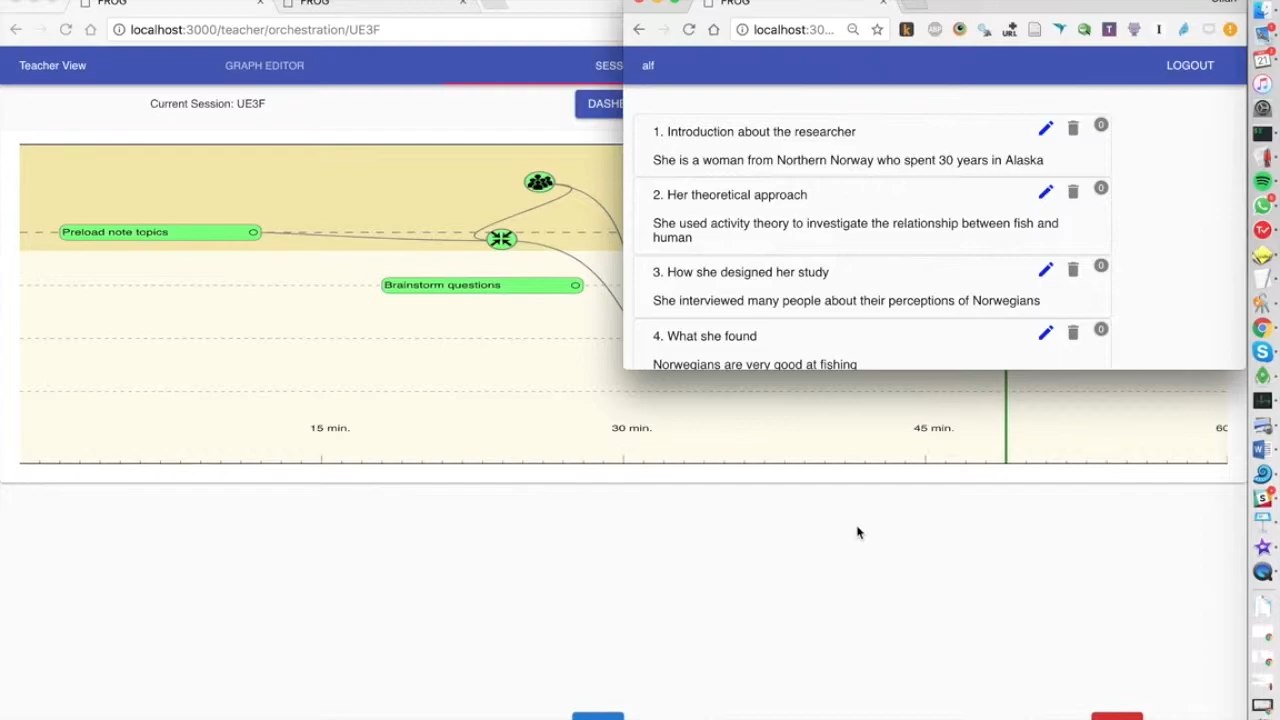 FROG
FROG
FROG
localhost:3000/teacher/orchestration/UE3F
localhost:30...
Teacher View
GRAPH EDITOR
SESS
alf
LOGOUT
Current Session: UE3F
DASHB
1. Introduction about the researcher
0
She is a woman from Northern Norway who spent 30 years in Alaska
2. Her theoretical approach
0
She used activity theory to investigate the relationship between fish and
human
3. How she designed her study
0
She interviewed many people about their perceptions of Norwegians
4. What she found
0
Norwegians are very good at fishing
Preload note topics
Brainstorm questions
15 min.
30 min.
45 min.
60